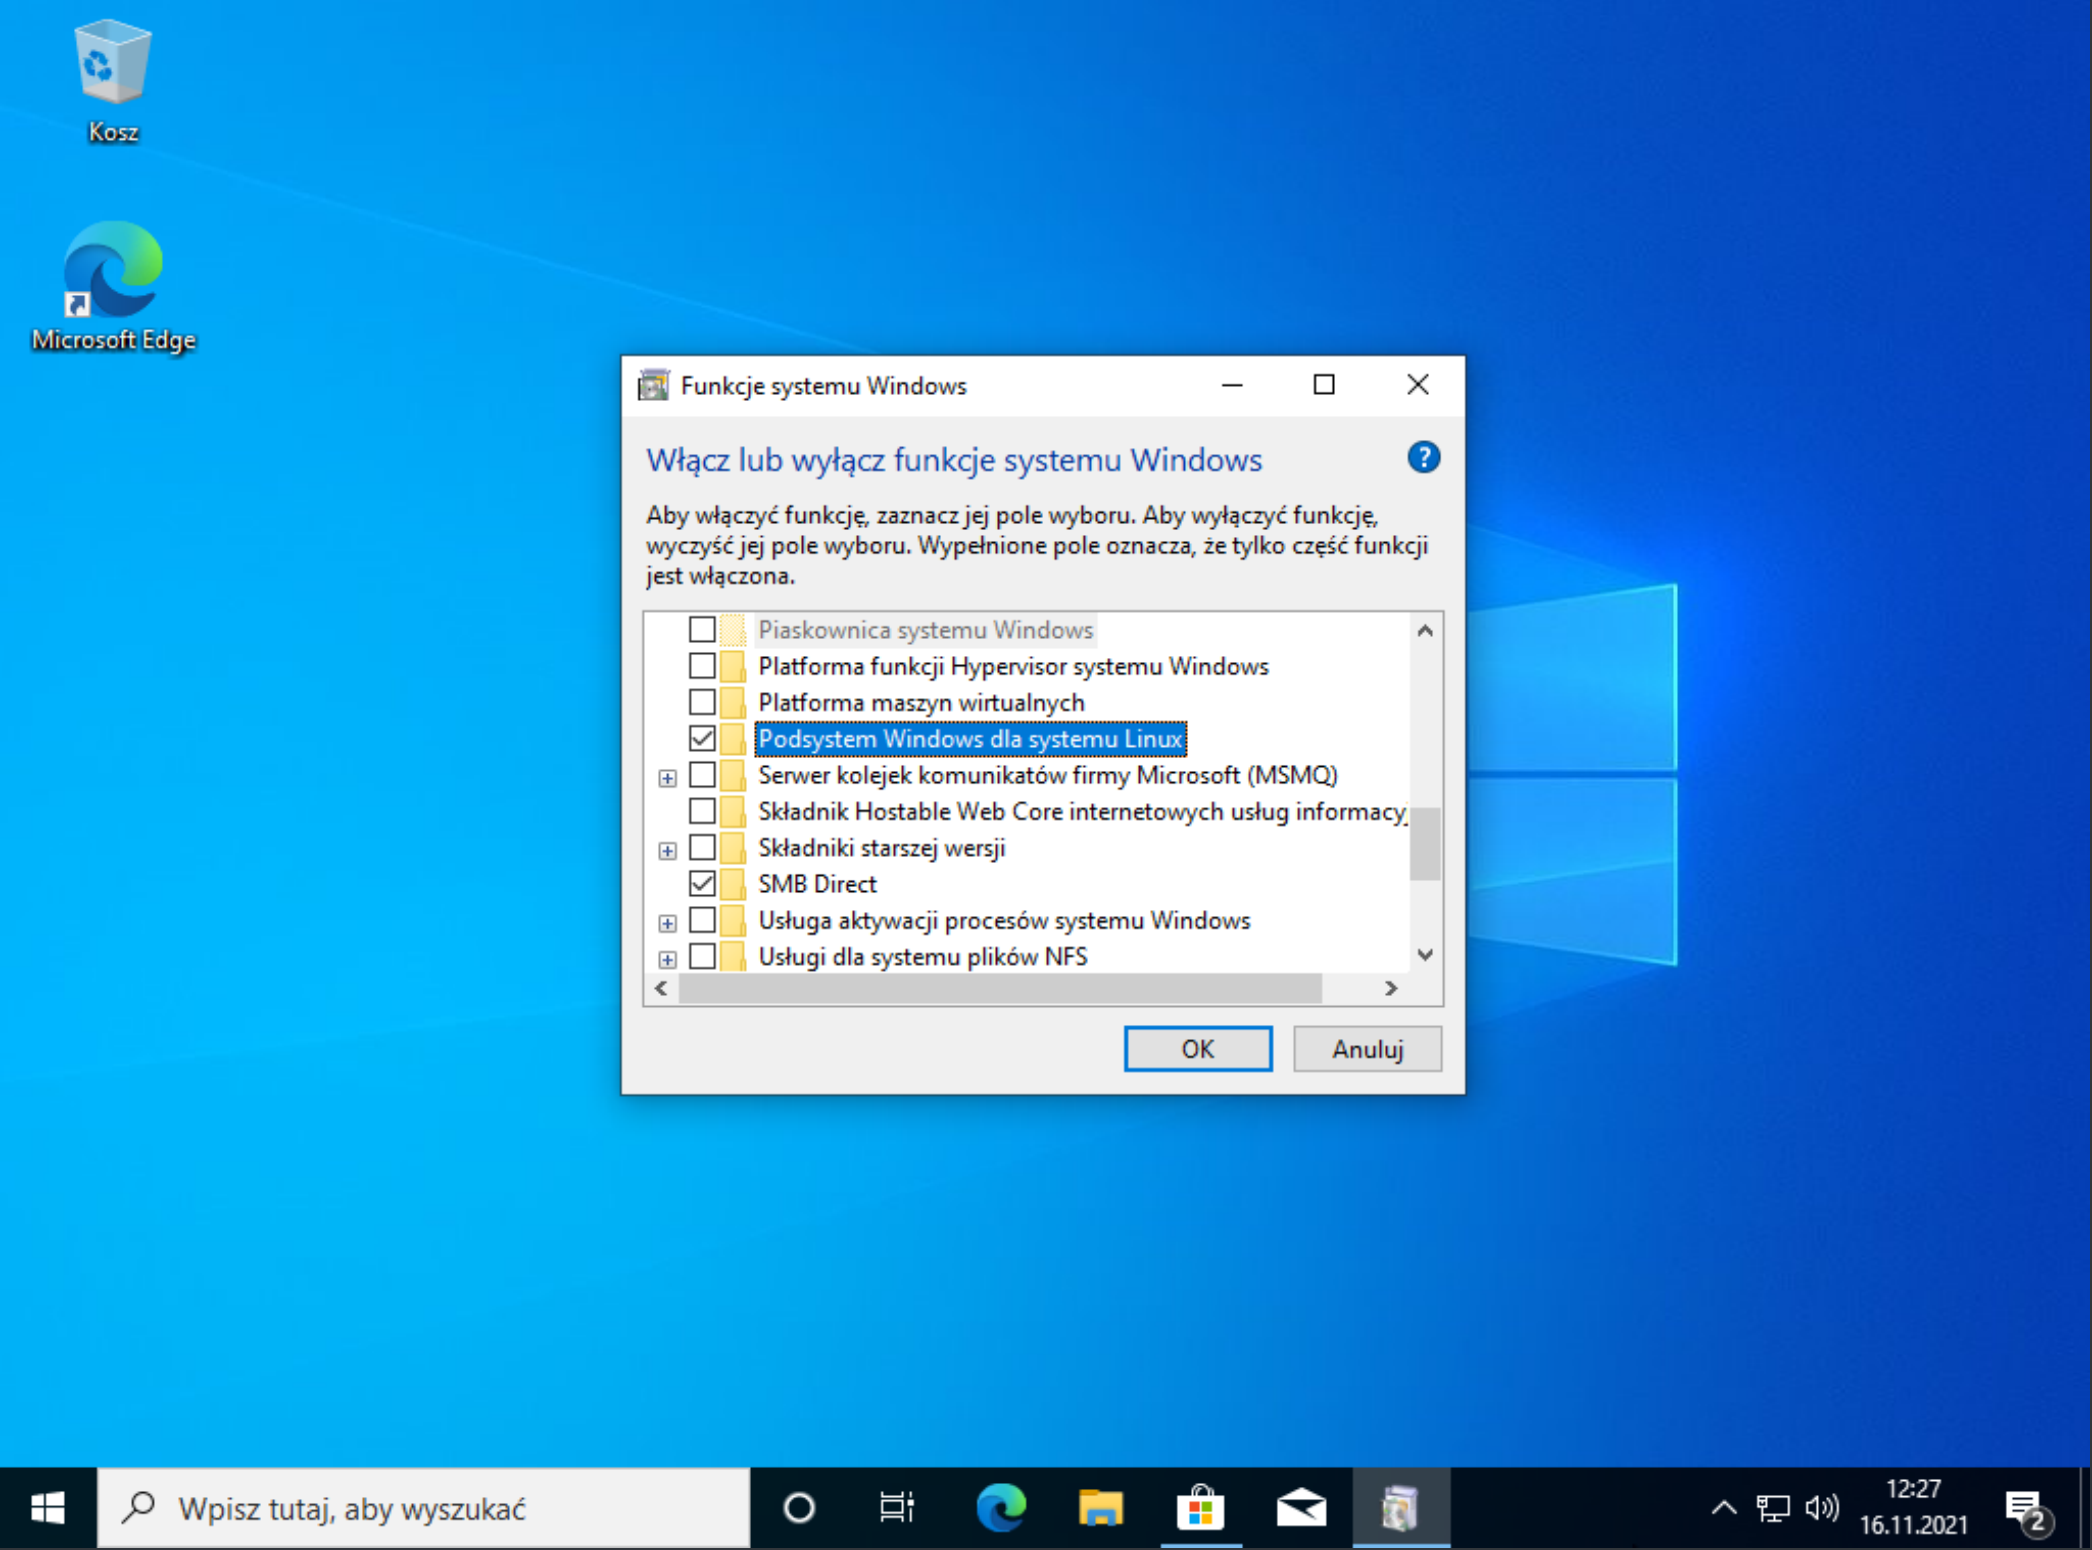 Kosz
Microsoft Edge
Funkcje systemu Windows
Włącz lub wyłącz funkcje systemu Windows
?
Aby włączyć funkcję, zaznacz jej pole wyboru. Aby wyłączyć funkcję,
wyczyść jej pole wyboru. Wypełnione pole oznacza, że tylko część funkcji
jest włączona.
Piaskownica systemu Windows
Platforma funkcji Hypervisor systemu Windows
Platforma maszyn wirtualnych
Podsystem Windows dla systemu Linux
Serwer kolejek komunikatów firmy Microsoft (MSMQ)
Składnik Hostable Web Core internetowych usług informacyj
Składniki starszej wersji
SMB Direct
Usługa aktywacji procesów systemu Windows
Usługi dla systemu plików NFS
OK
Anuluj
Wpisz tutaj, aby wyszukać
12:27
16.11.2021
2